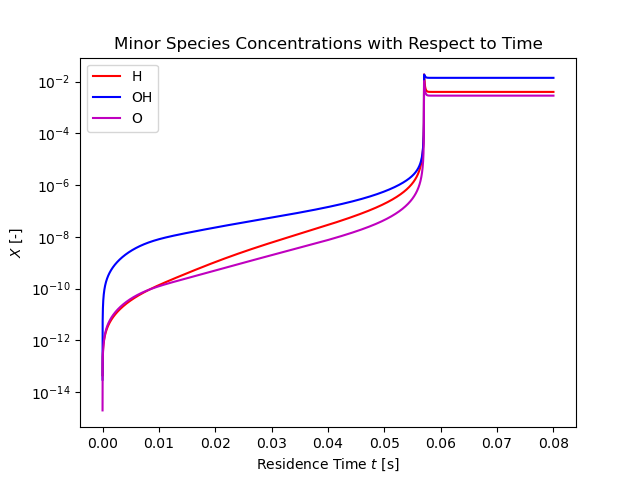 Minor Species Concentrations with Respect to Time
H
OH
O
10⁻²
10⁻⁴
10⁻⁶
10⁻⁸
10⁻¹⁰
10⁻¹²
10⁻¹⁴
X [-]
0.00 0.01 0.02 0.03 0.04 0.05 0.06 0.07 0.08
Residence Time t [s]